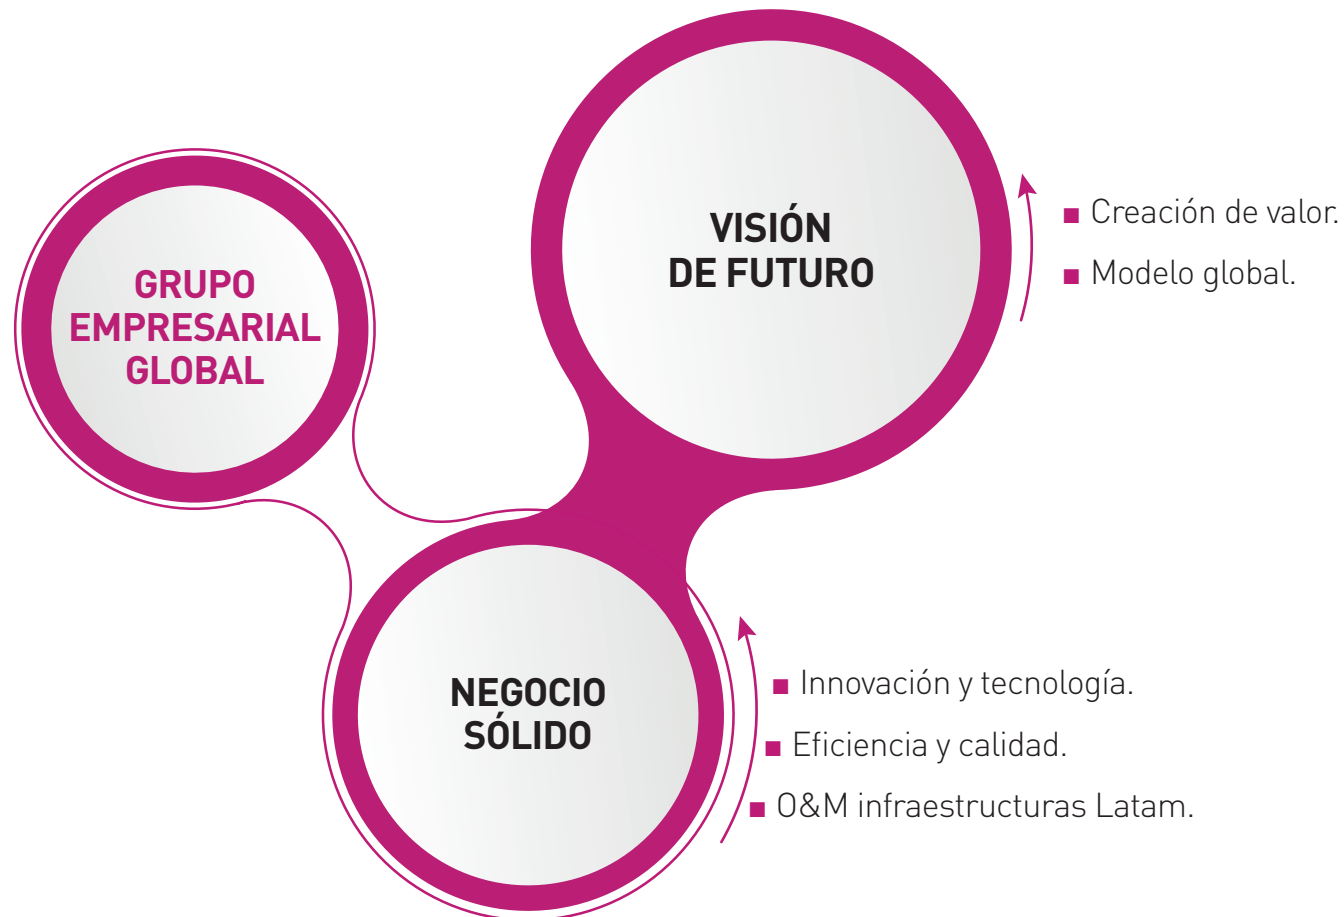 GRUPO
EMPRESARIAL
GLOBAL
VISIÓN
DE FUTURO
Creación de valor.
Modelo global.
NEGOCIO
SÓLIDO
Innovación y tecnología.
Eficiencia y calidad.
O&M infraestructuras Latam.